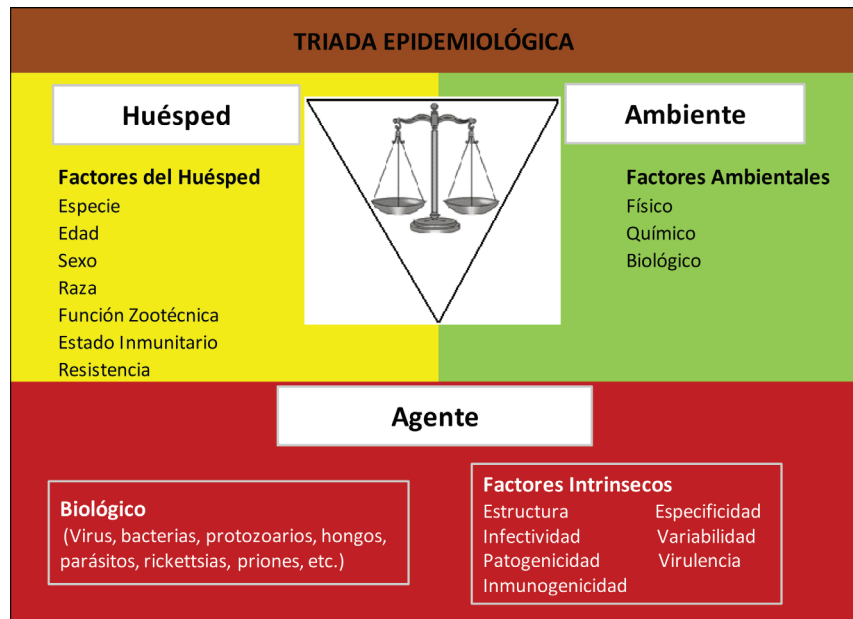 TRIADA EPIDEMIOLÓGICA
Huésped
Factores del Huésped
Especie
Edad
Sexo
Raza
Función Zootécnica
Estado Inmunitario
Resistencia
Ambiente
Factores Ambientales
Físico
Químico
Biológico
Agente
Biológico
(Virus, bacterias, protozoarios, hongos,
parásitos, rickettsias, priones, etc.)
Factores Intrinsecos
Estructura Especificidad
Infectividad Variabilidad
Patogenicidad Virulencia
Inmunogenicidad